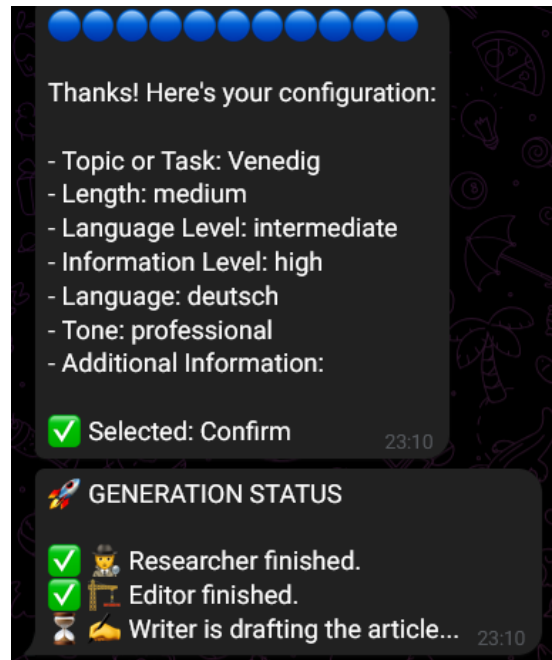 Thanks! Here's your configuration:
- Topic or Task: Venedig
- Length: medium
- Language Level: intermediate
- Information Level: high
- Language: deutsch
- Tone: professional
- Additional Information:
✅ Selected: Confirm
23:10
🚀 GENERATION STATUS
✅ 🕵️ Researcher finished.
✅ 🏗️ Editor finished.
⏳ ✍️ Writer is drafting the article...
23:10